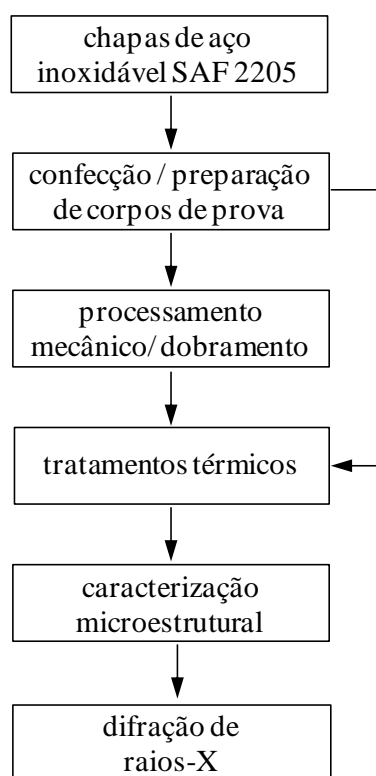 chapas de aço
inoxidável SAF 2205
confecção / preparação
de corpos de prova
processamento
mecânico/ dobramento
tratamentos térmicos
caracterização
microestrutural
difração de
raios-X